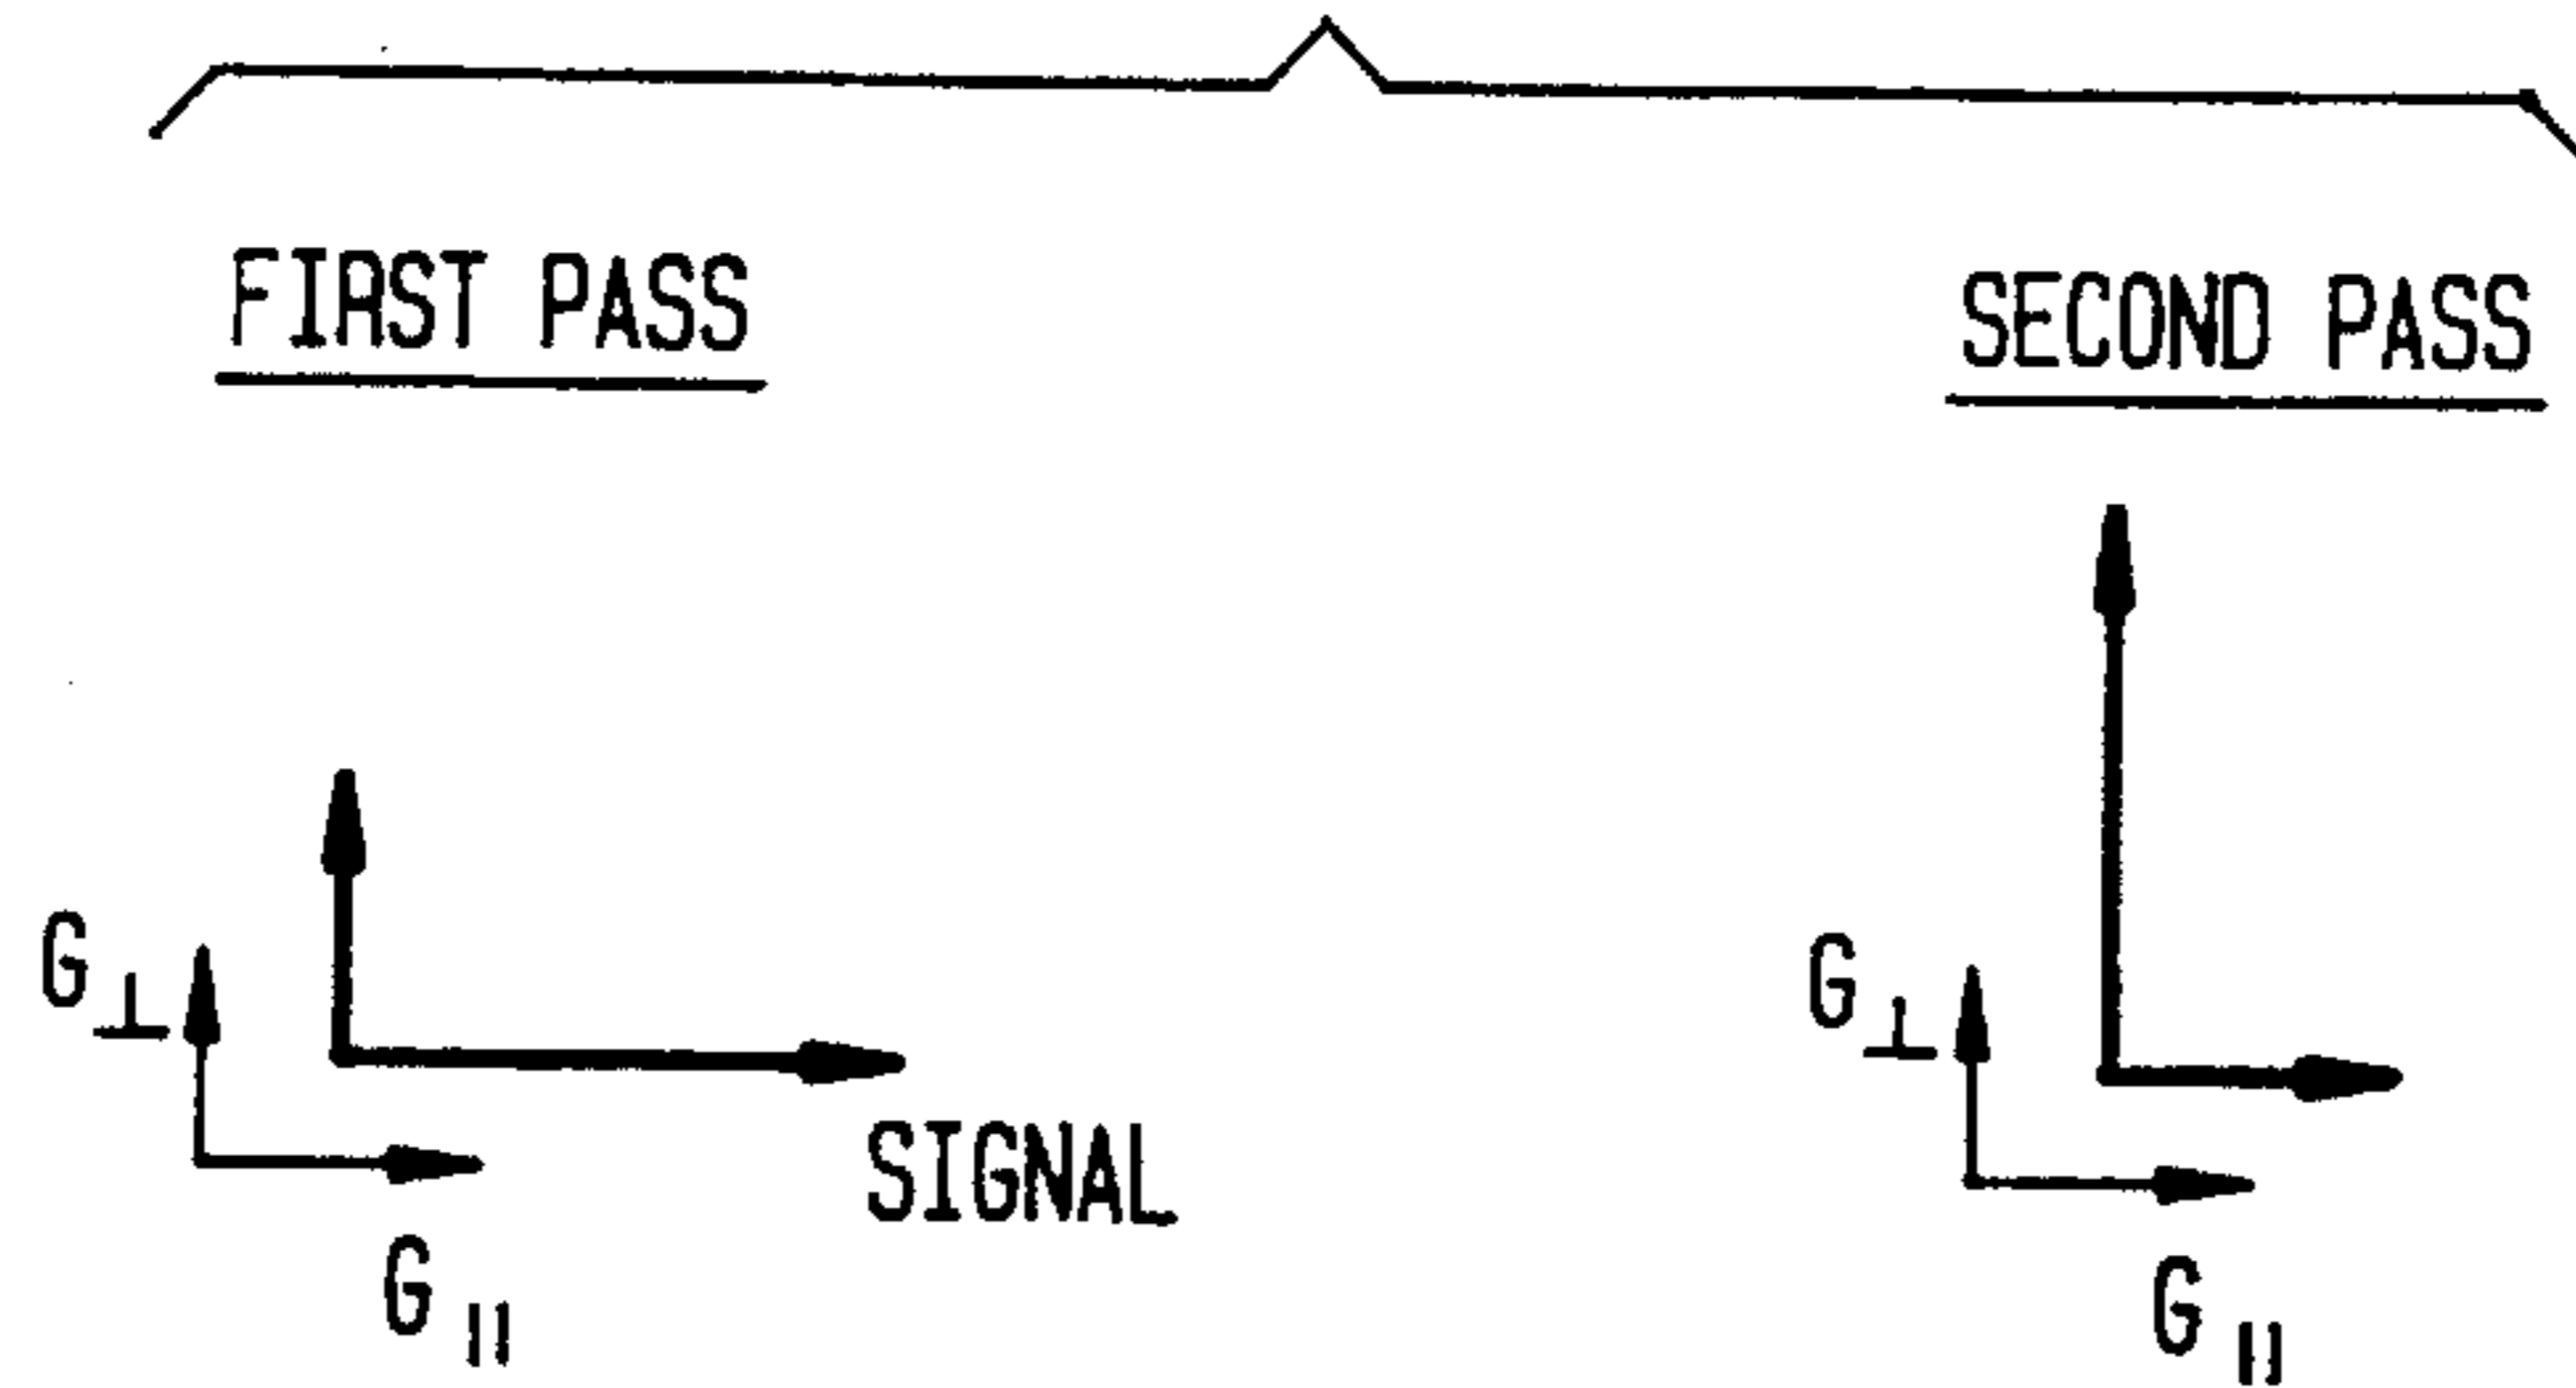 FIRST PASS
SECOND PASS
G⊥
G⊥
SIGNAL
G∥
G∥